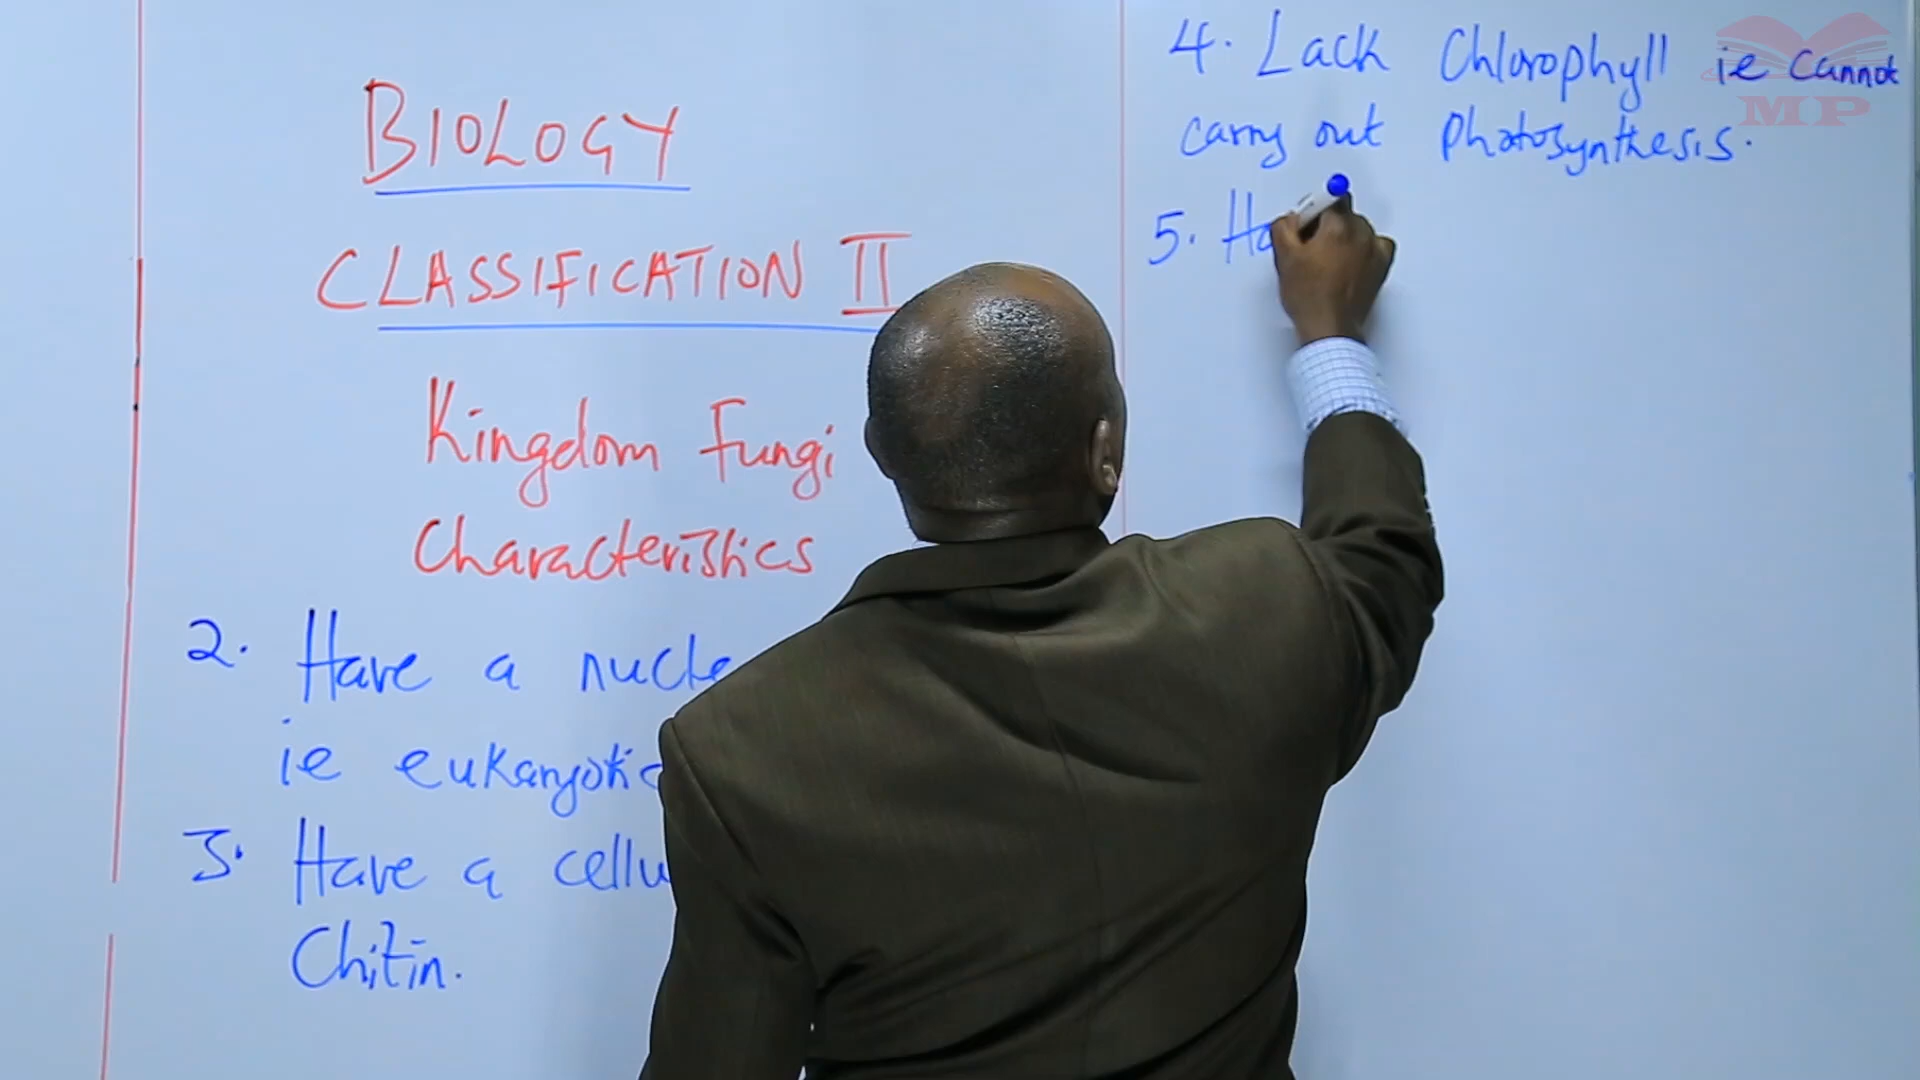 BIOLOGY
CLASSIFICATION II
Kingdom Fungi
Characteristics
2. Have a nucle
ie eukaryotic
3. Have a cellu
Chitin.
4. Lack Chlorophyll ie cannot
carry out photosynthesis.
5. Ha
MP